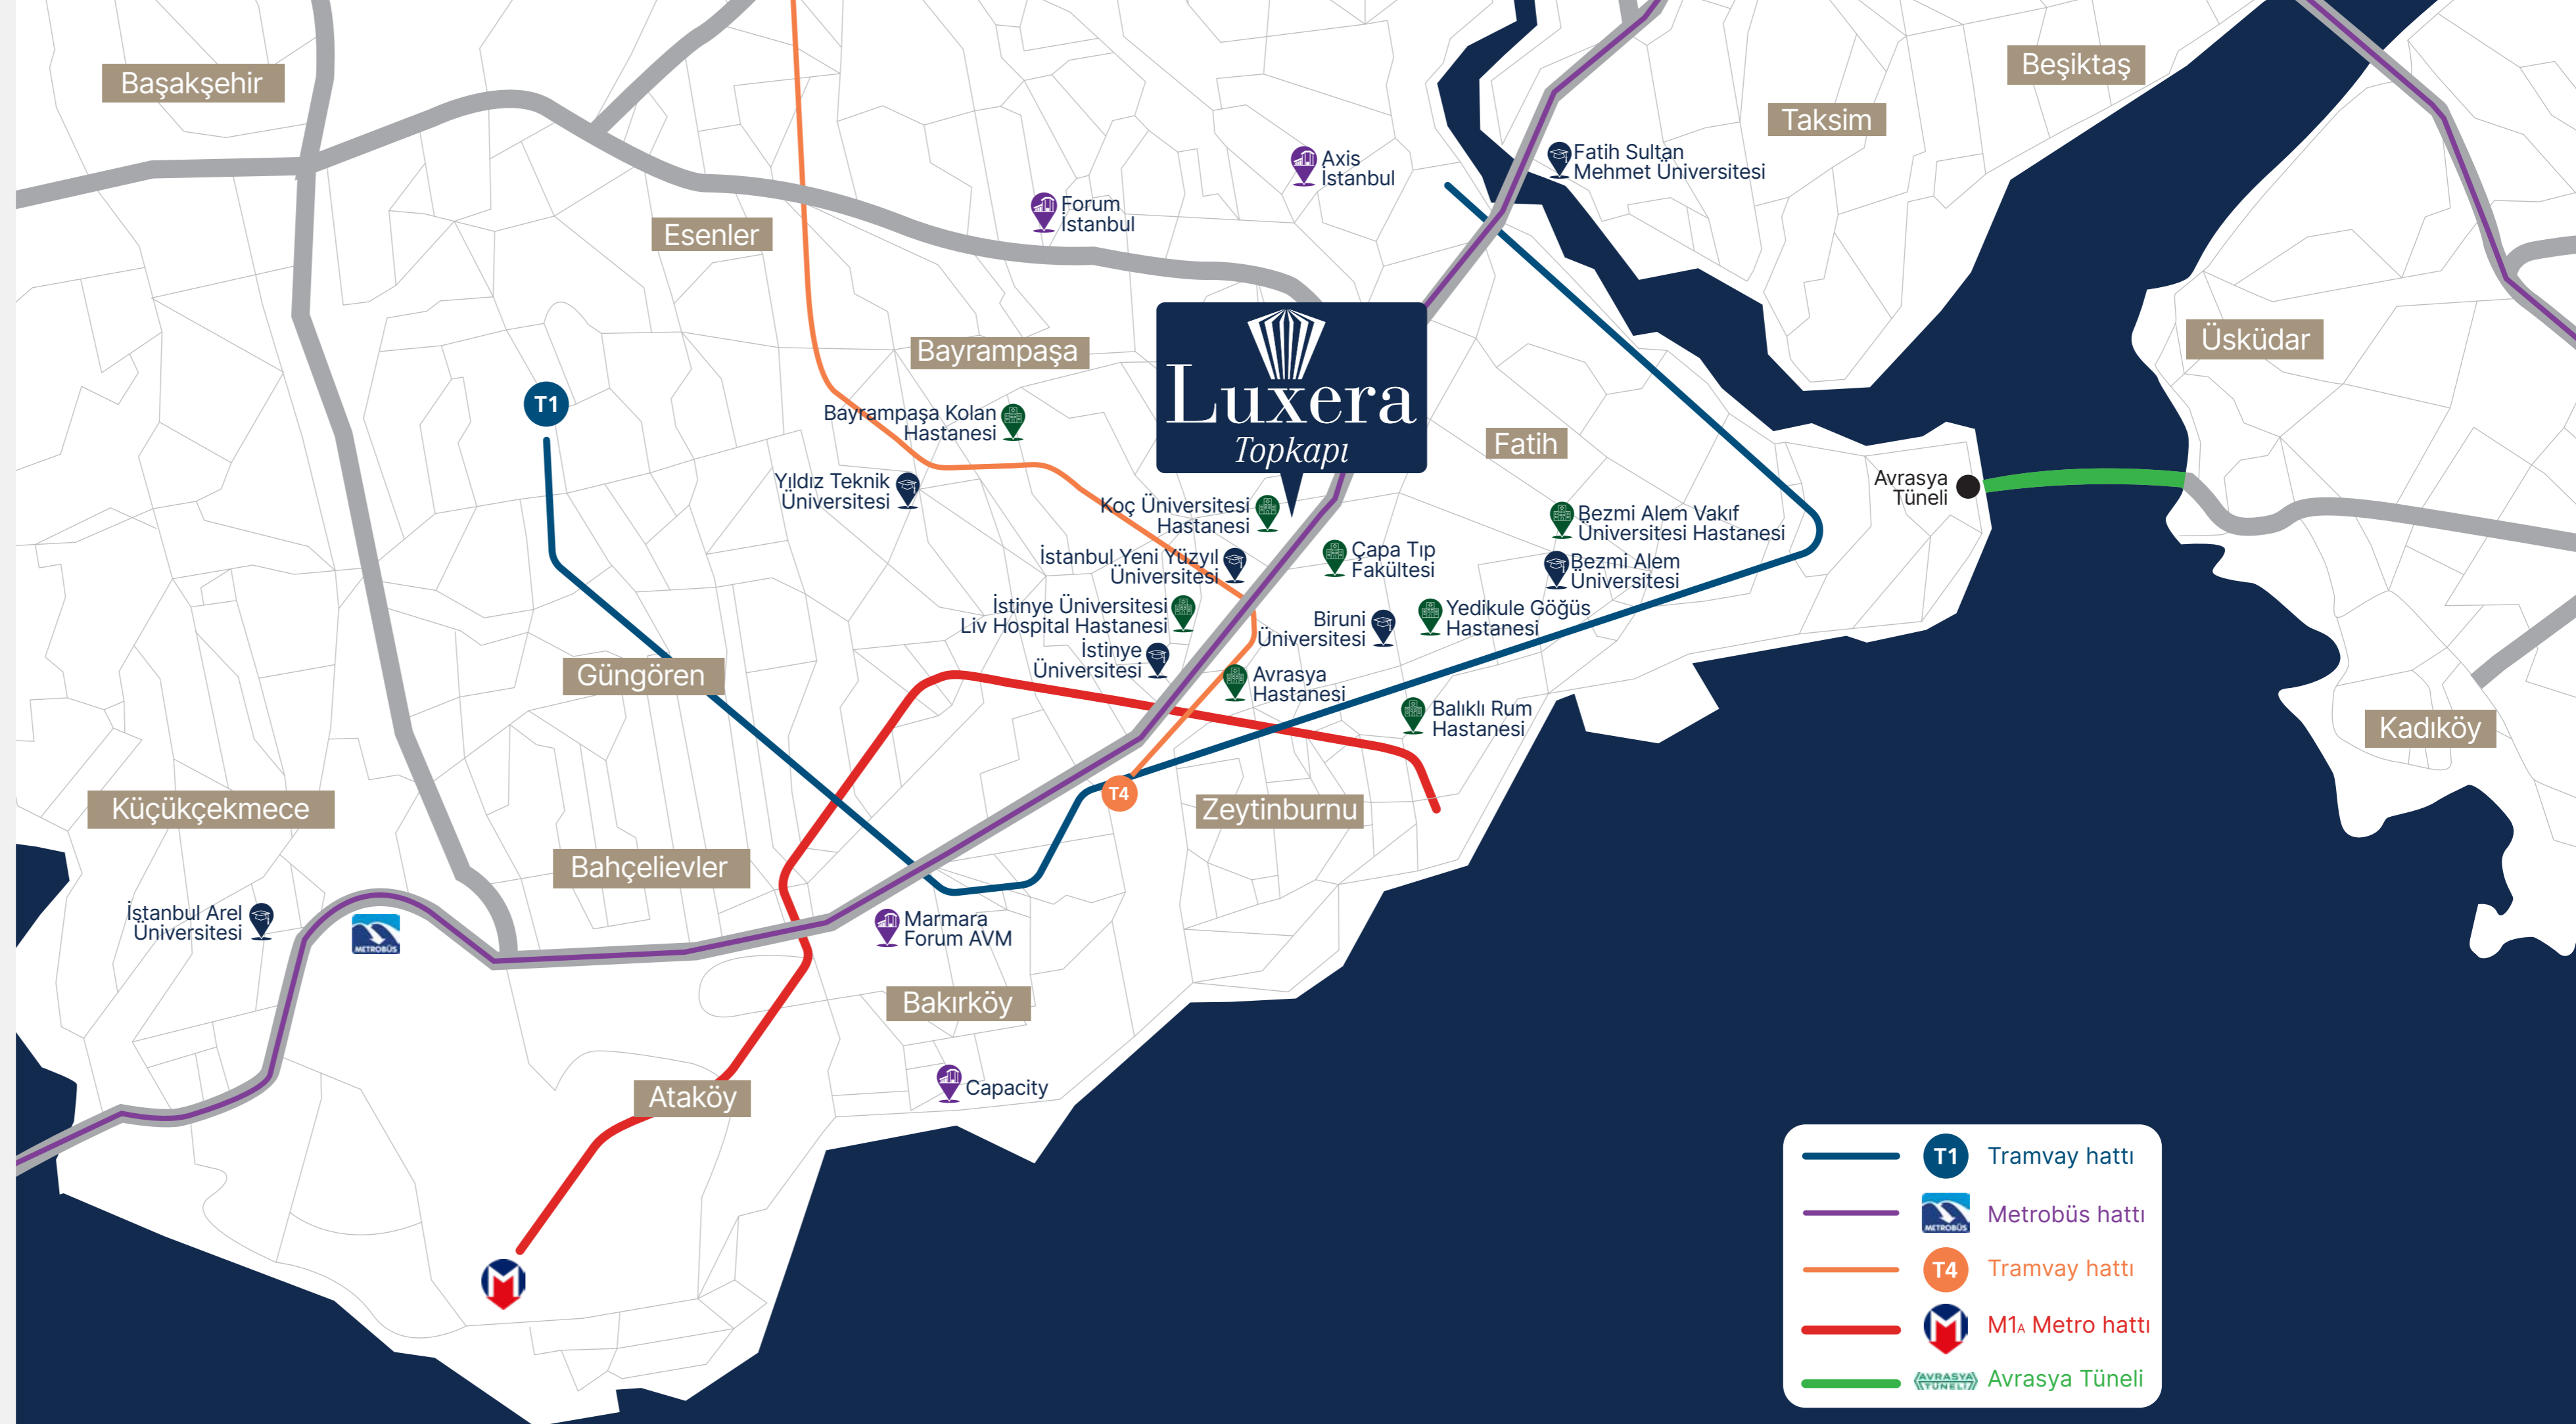 Başakşehir
Beşiktaş
Taksim
Axis
İstanbul
Fatih Sultan
Mehmet Üniversitesi
Forum
İstanbul
Esenler
Bayrampaşa
Luxera
Topkapı
Üsküdar
T1
Bayrampaşa Kolan
Hastanesi
Fatih
Yıldız Teknik
Üniversitesi
Avrasya
Tüneli
Koç Üniversitesi
Hastanesi
Bezmi Alem Vakıf
Üniversitesi Hastanesi
İstanbul Yeni Yüzyıl
Üniversitesi
Çapa Tıp
Fakültesi
Bezmi Alem
Üniversitesi
İstinye Üniversitesi
Liv Hospital Hastanesi
Biruni
Üniversitesi
Yedikule Göğüs
Hastanesi
İstinye
Üniversitesi
Güngören
Avrasya
Hastanesi
Balıklı Rum
Hastanesi
Kadıköy
T4
Küçükçekmece
Zeytinburnu
Bahçelievler
İstanbul Arel
Üniversitesi
METROBÜS
Marmara
Forum AVM
Bakırköy
Ataköy
Capacity
M
T1 Tramvay hattı
METROBÜS Metrobüs hattı
T4 Tramvay hattı
M M1A Metro hattı
AVRASYA
TÜNELİ
Avrasya Tüneli